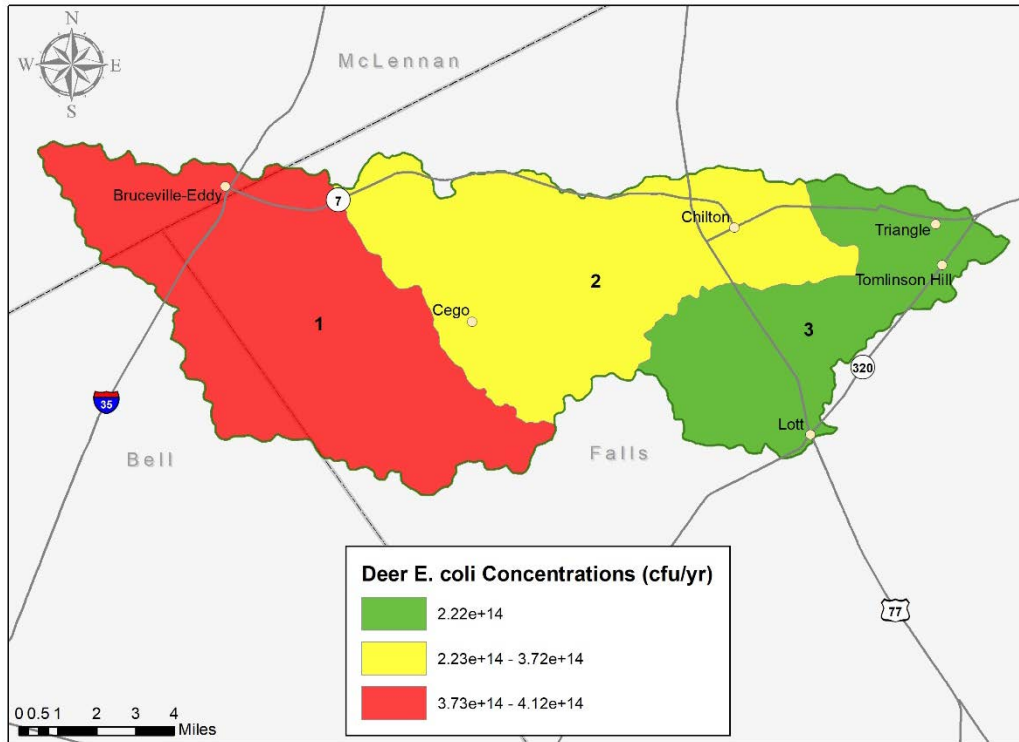 N
W E
S
McLennan
Bruceville-Eddy
7
Chilton
Triangle
Tomlinson Hill
2
Cego
1
3
320
35
Lott
Bell
Falls
Deer E. coli Concentrations (cfu/yr)
2.22e+14
2.23e+14 - 3.72e+14
3.73e+14 - 4.12e+14
77
0 0.5 1 2 3 4
Miles